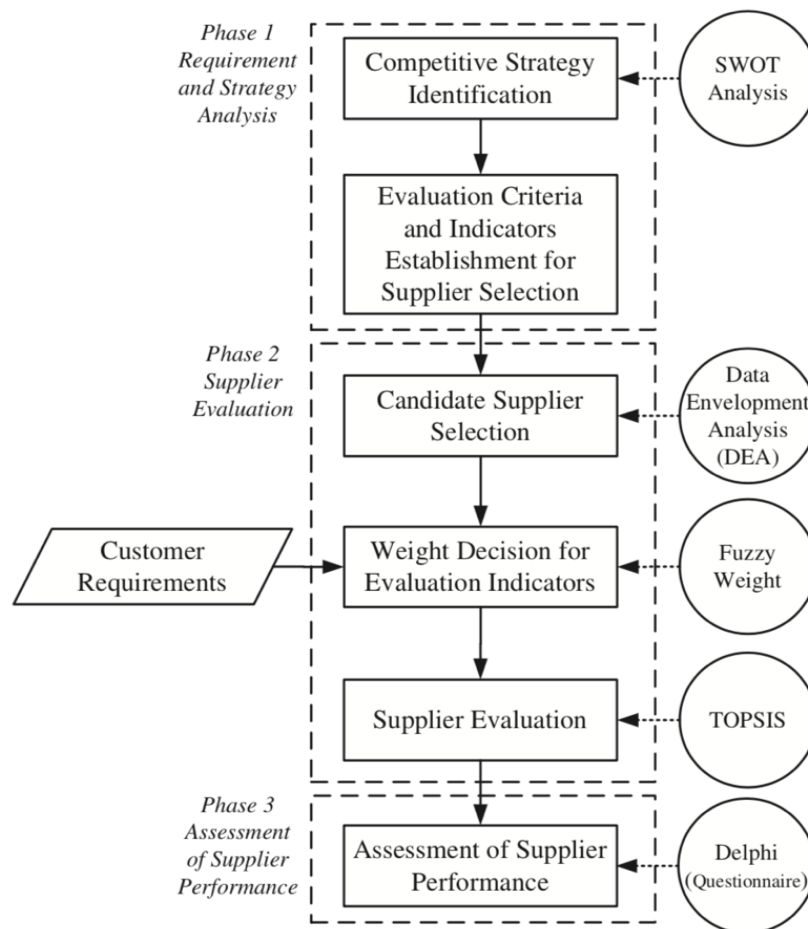 Phase 1
Requirement
and Strategy
Analysis
Competitive Strategy
Identification
SWOT
Analysis
Evaluation Criteria
and Indicators
Establishment for
Supplier Selection
Phase 2
Supplier
Evaluation
Candidate Supplier
Selection
Data
Envelopment
Analysis
(DEA)
Customer
Requirements
Weight Decision for
Evaluation Indicators
Fuzzy
Weight
Supplier Evaluation
TOPSIS
Phase 3
Assessment
of Supplier
Performance
Assessment of Supplier
Performance
Delphi
(Questionnaire)